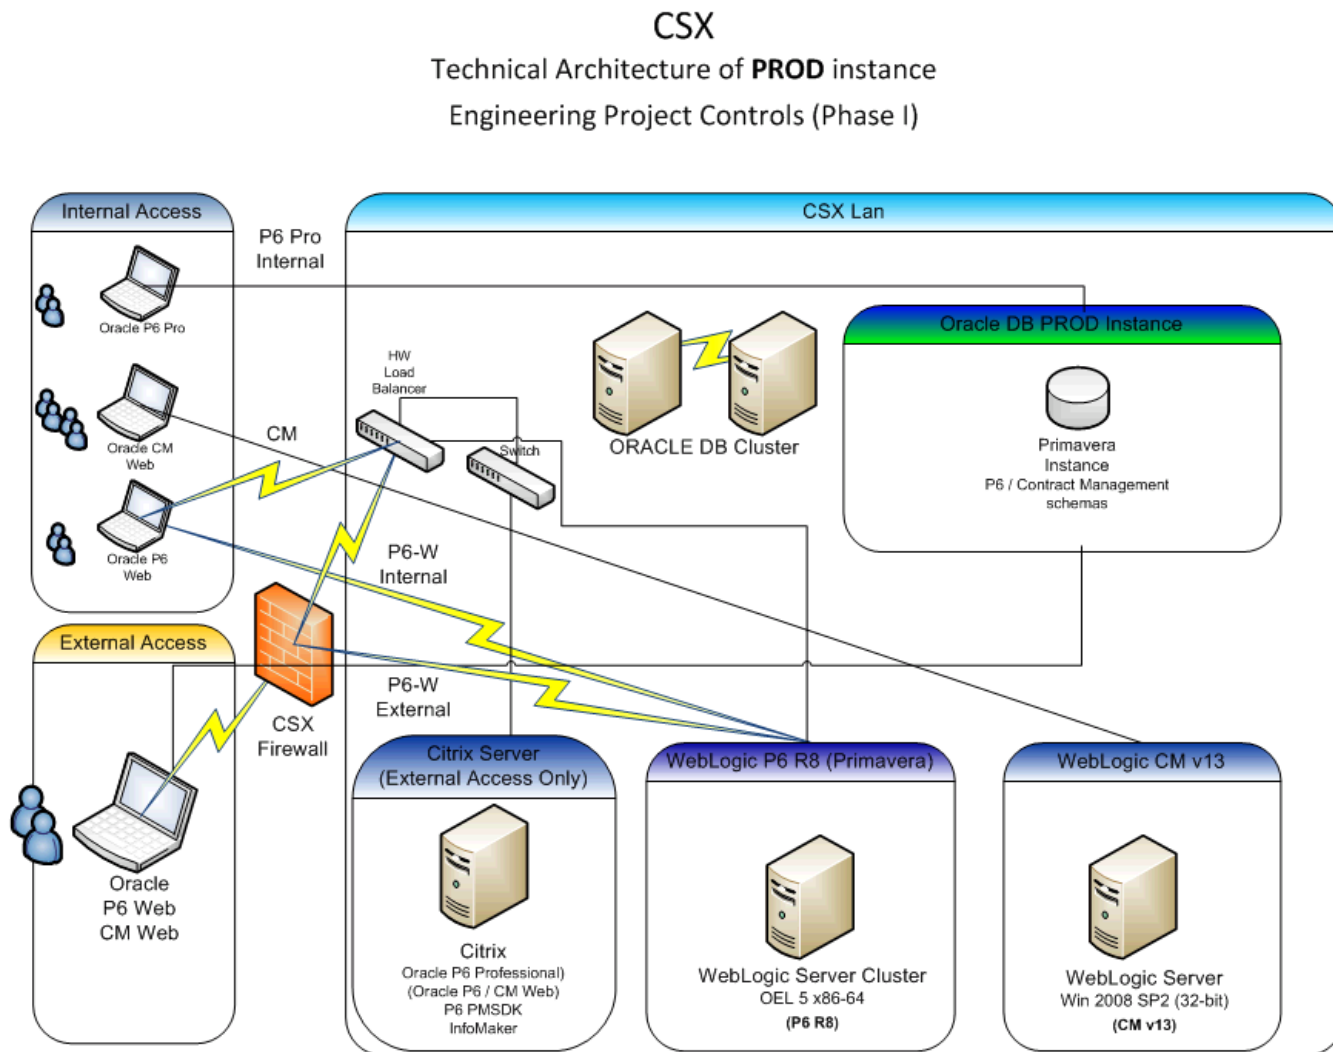 CSX
Technical Architecture of PROD instance
Engineering Project Controls (Phase I)
Internal Access
P6 Pro
Internal
CSX Lan
Oracle P6 Pro
Oracle DB PROD Instance
HW
Load
Balancer
Primavera
Instance
P6 / Contract Management
schemas
Oracle CM
Web
CM
Switch
ORACLE DB Cluster
Oracle P6
Web
P6-W
Internal
External Access
P6-W
External
CSX
Firewall
Citrix Server
(External Access Only)
WebLogic P6 R8 (Primavera)
WebLogic CM v13
Oracle
P6 Web
CM Web
Citrix
Oracle P6 Professional)
(Oracle P6 / CM Web)
P6 PMSDK
InfoMaker
WebLogic Server Cluster
OEL 5 x86-64
(P6 R8)
WebLogic Server
Win 2008 SP2 (32-bit)
(CM v13)